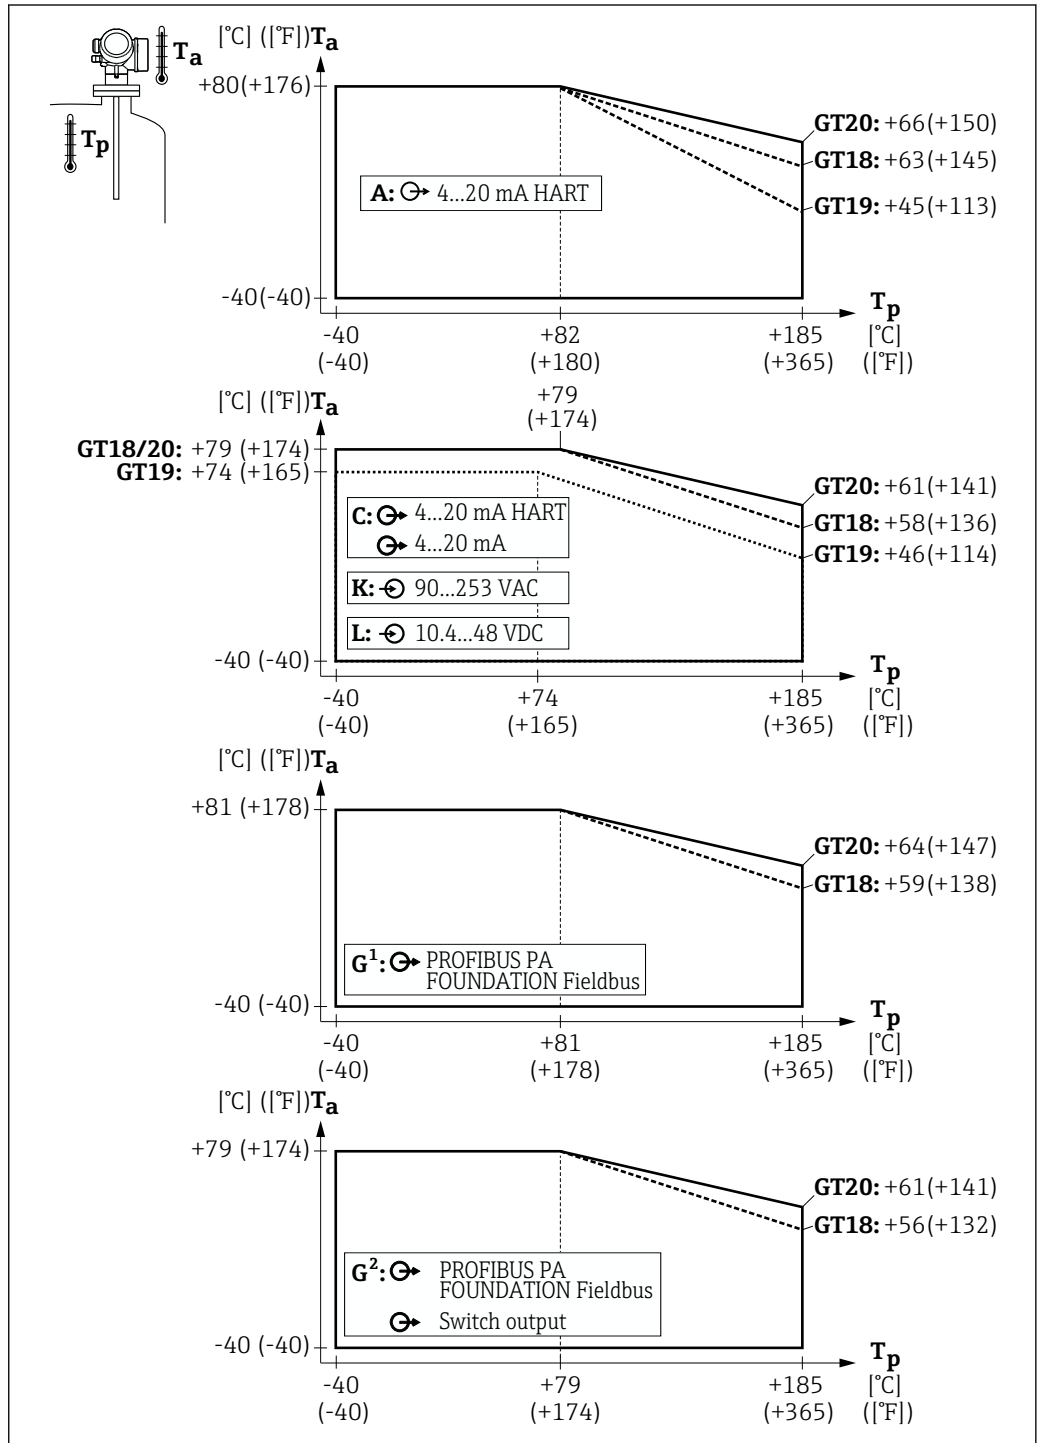 Ta
Tp
[°C] ([°F])Ta
+80(+176)
GT20: +66(+150)
GT18: +63(+145)
GT19: +45(+113)
A: 4...20 mA HART
-40(-40)
Tp
-40 +82 +185 [°C]
(-40) (+180) (+365) ([°F])
[°C] ([°F])Ta
+79
(+174)
GT18/20: +79 (+174)
GT19: +74 (+165)
GT20: +61(+141)
GT18: +58(+136)
GT19: +46(+114)
C: 4...20 mA HART
4...20 mA
K: 90...253 VAC
L: 10.4...48 VDC
-40 (-40)
Tp
-40 +74 +185 [°C]
(-40) (+165) (+365) ([°F])
[°C] ([°F])Ta
+81 (+178)
GT20: +64(+147)
GT18: +59(+138)
G1: PROFIBUS PA
FOUNDATION Fieldbus
-40 (-40)
Tp
-40 +81 +185 [°C]
(-40) (+178) (+365) ([°F])
[°C] ([°F])Ta
+79 (+174)
GT20: +61(+141)
GT18: +56(+132)
G2: PROFIBUS PA
FOUNDATION Fieldbus
Switch output
-40 (-40)
Tp
-40 +79 +185 [°C]
(-40) (+174) (+365) ([°F])